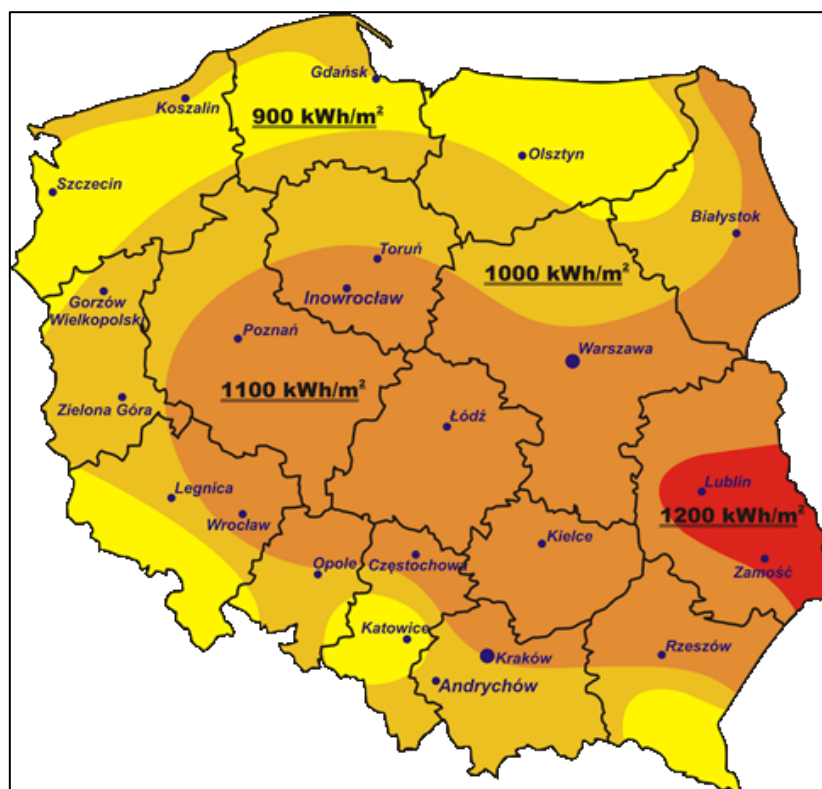 Gdańsk
Koszalin
900 kWh/m²
Olsztyn
Szczecin
Białystok
Toruń
1000 kWh/m²
Gorzów
Wielkopolski
Inowrocław
Poznań
Warszawa
1100 kWh/m²
Zielona Góra
Łódź
Legnica
Lublin
Wrocław
1200 kWh/m²
Kielce
Opole
Częstochowa
Zamość
Katowice
Kraków
Rzeszów
Andrychów